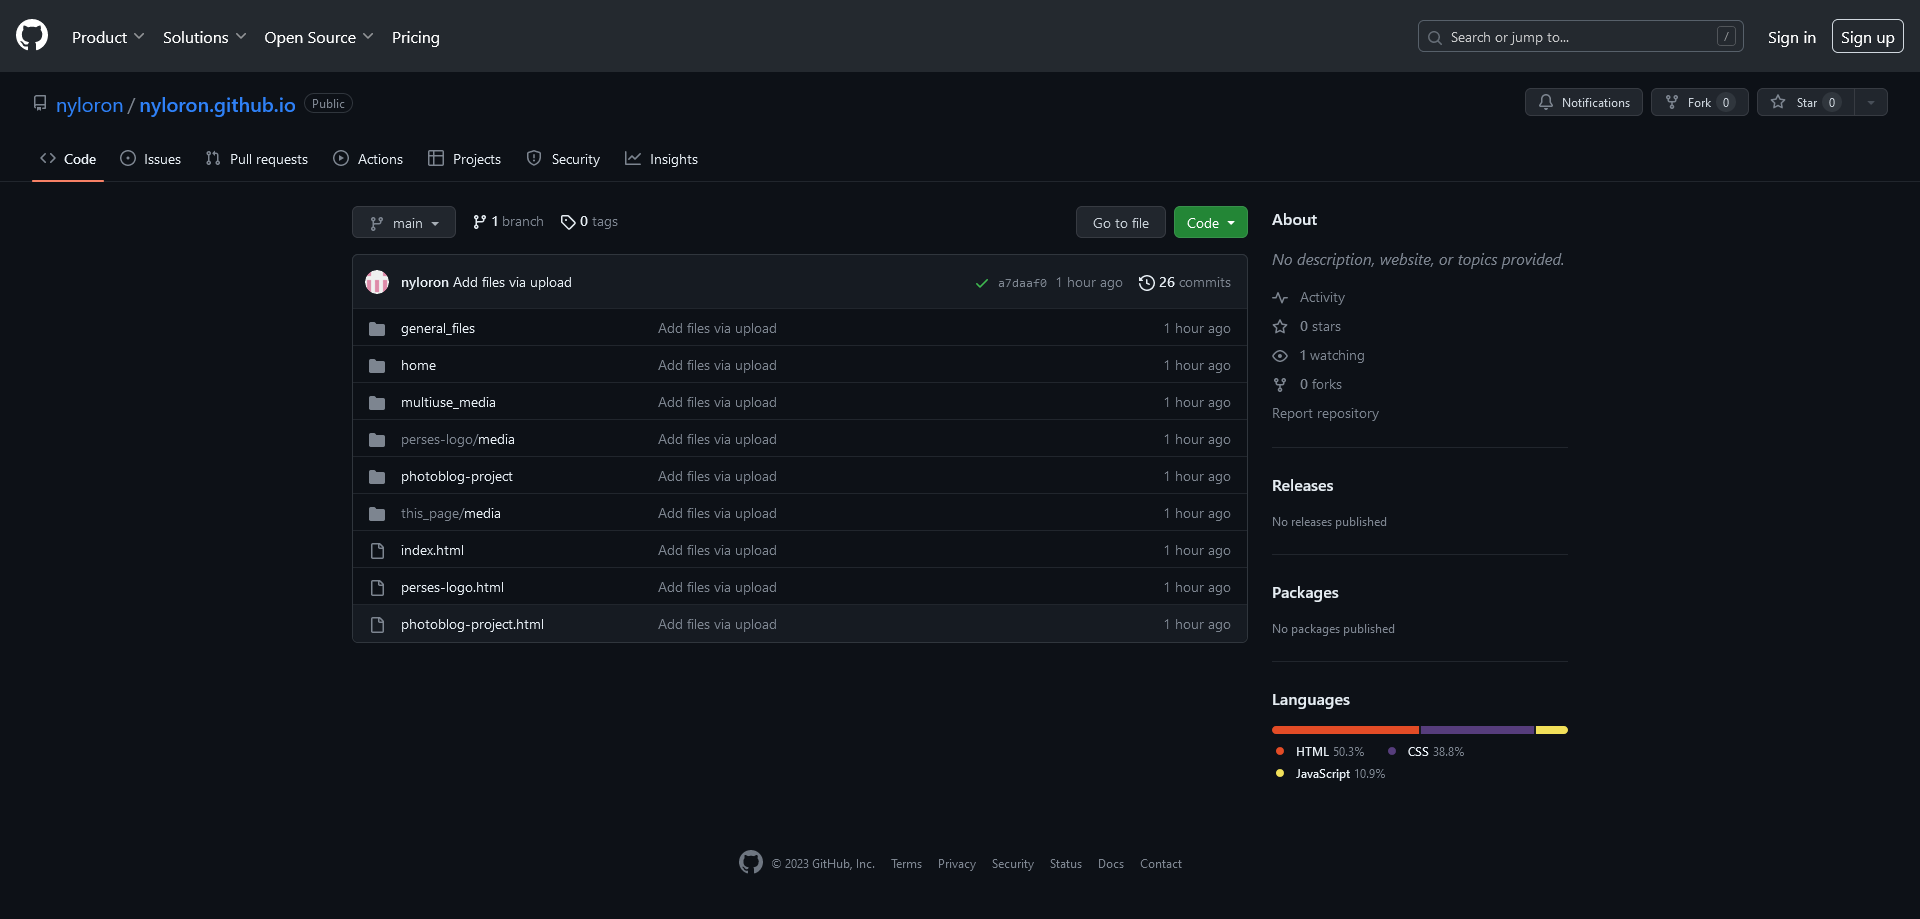 Product Solutions Open Source Pricing Search or jump to... / Sign in Sign up
nyloron / nyloron.github.io Public Notifications Fork 0 Star 0
Code Issues Pull requests Actions Projects Security Insights
main 1 branch 0 tags Go to file Code
nyloron Add files via upload a7daaf0 1 hour ago 26 commits
general_files Add files via upload 1 hour ago
home Add files via upload 1 hour ago
multiuse_media Add files via upload 1 hour ago
perses-logo/media Add files via upload 1 hour ago
photoblog-project Add files via upload 1 hour ago
this_page/media Add files via upload 1 hour ago
index.html Add files via upload 1 hour ago
perses-logo.html Add files via upload 1 hour ago
photoblog-project.html Add files via upload 1 hour ago
About
No description, website, or topics provided.
Activity
0 stars
1 watching
0 forks
Report repository
Releases
No releases published
Packages
No packages published
Languages
HTML 50.3% CSS 38.8%
JavaScript 10.9%
© 2023 GitHub, Inc. Terms Privacy Security Status Docs Contact